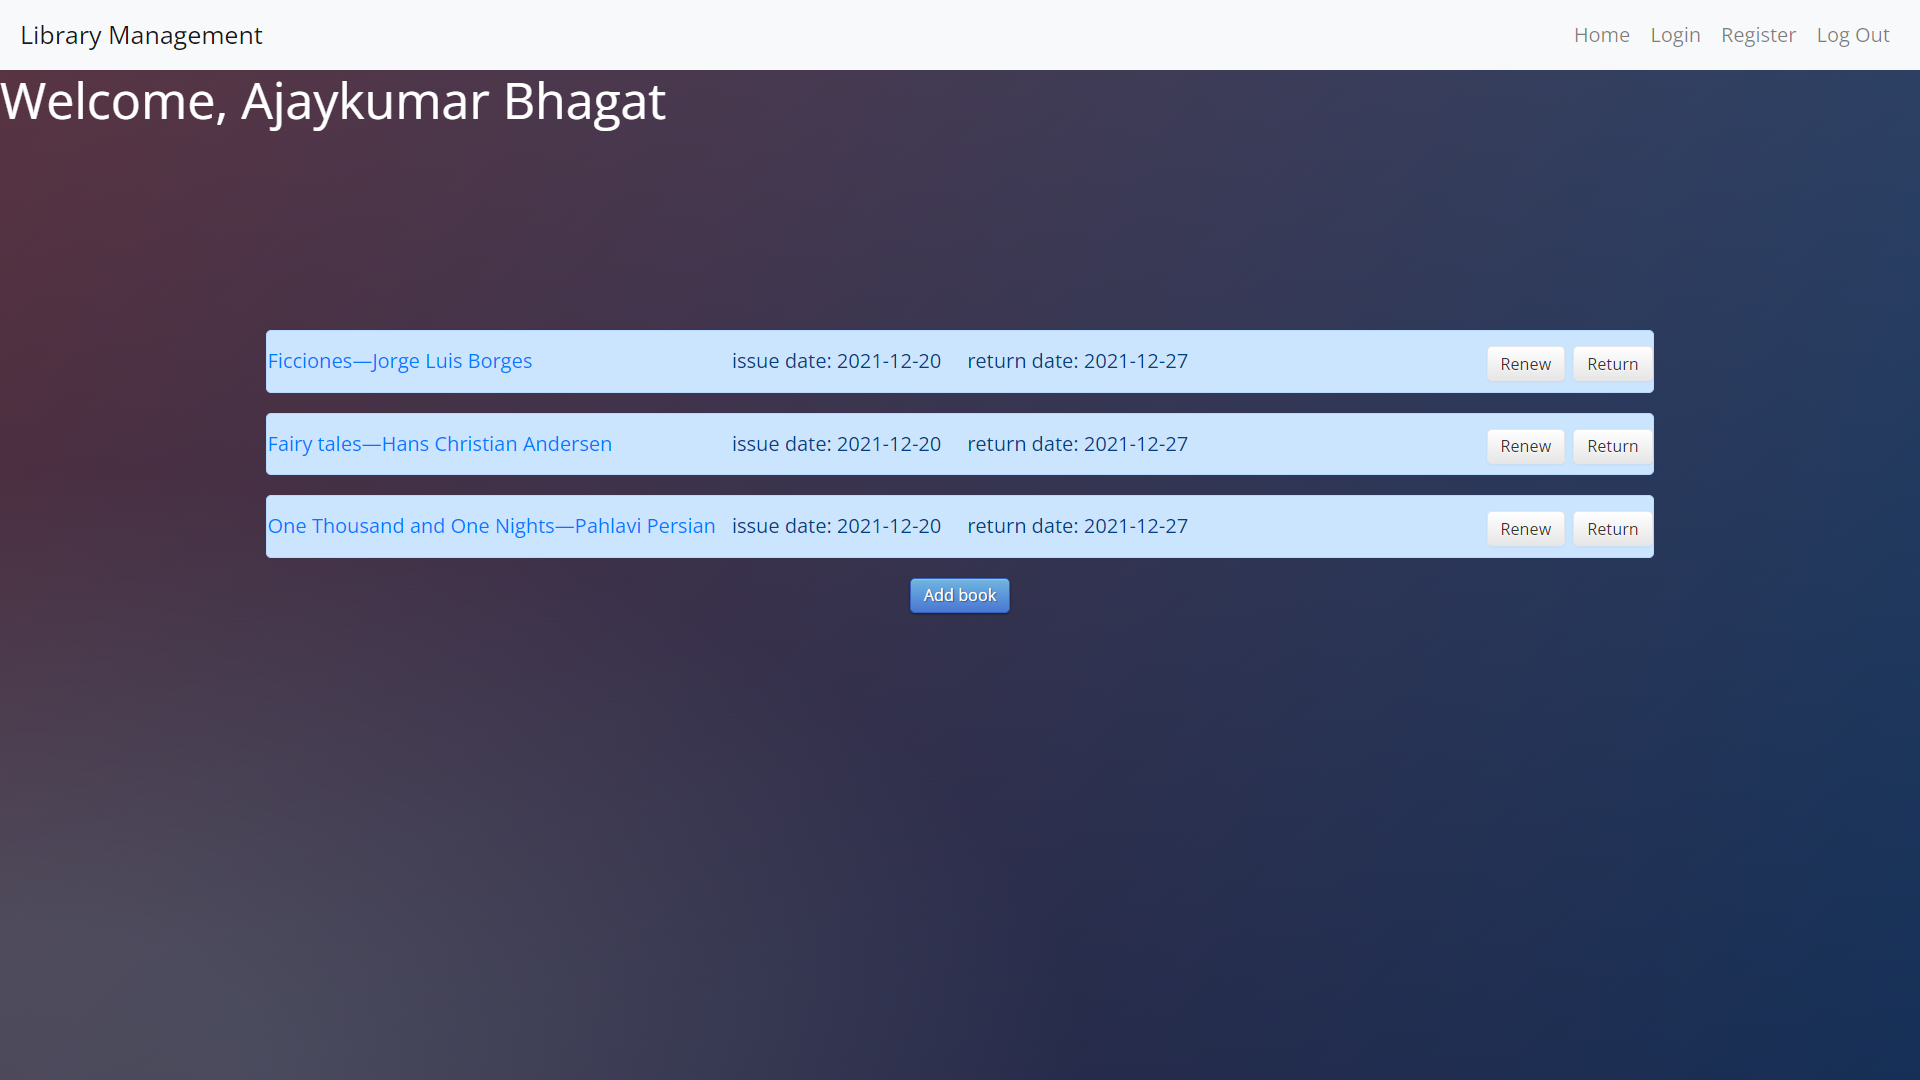 Library Management Home Login Register Log Out
Welcome, Ajaykumar Bhagat
Ficciones—Jorge Luis Borges issue date: 2021-12-20 return date: 2021-12-27 Renew Return
Fairy tales—Hans Christian Andersen issue date: 2021-12-20 return date: 2021-12-27 Renew Return
One Thousand and One Nights—Pahlavi Persian issue date: 2021-12-20 return date: 2021-12-27 Renew Return
Add book